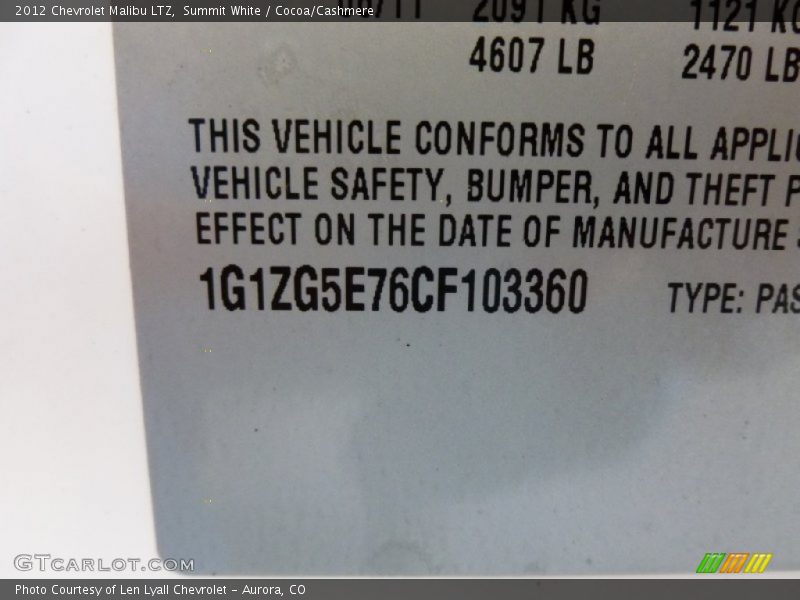 2012 Chevrolet Malibu LTZ, Summit White / Cocoa/Cashmere
2091 KG 1121 KG
4607 LB 2470 LB
THIS VEHICLE CONFORMS TO ALL APPLIC
VEHICLE SAFETY, BUMPER, AND THEFT P
EFFECT ON THE DATE OF MANUFACTURE
1G1ZG5E76CF103360 TYPE: PAS
GTCARLOT.COM
Photo Courtesy of Len Lyall Chevrolet - Aurora, CO